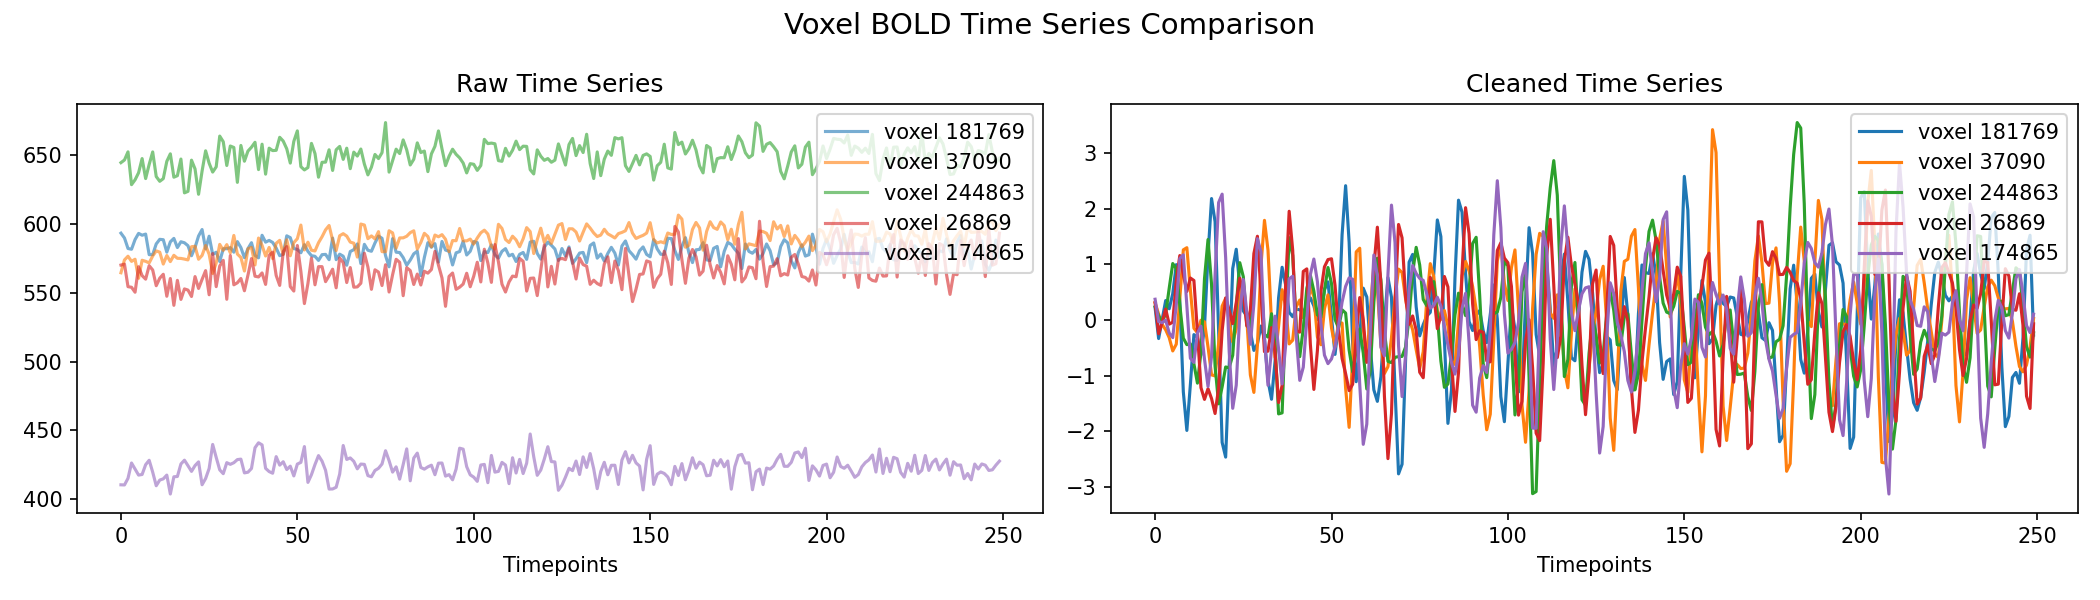 Voxel BOLD Time Series Comparison
Raw Time Series
650
600
550
500
450
400
0 50 100 150 200 250
Timepoints
voxel 181769
voxel 37090
voxel 244863
voxel 26869
voxel 174865
Cleaned Time Series
3
2
1
0
−1
−2
−3
0 50 100 150 200 250
Timepoints
voxel 181769
voxel 37090
voxel 244863
voxel 26869
voxel 174865